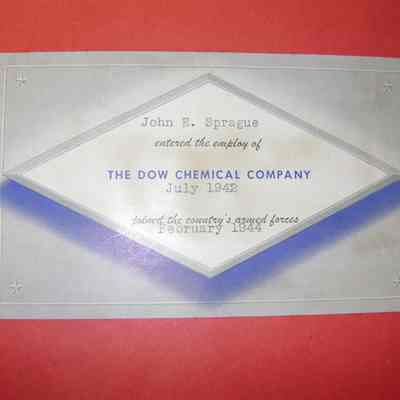 John E. Sprague
entered the employ of
THE DOW CHEMICAL COMPANY
July 1942
joined the country's armed forces
February 1944